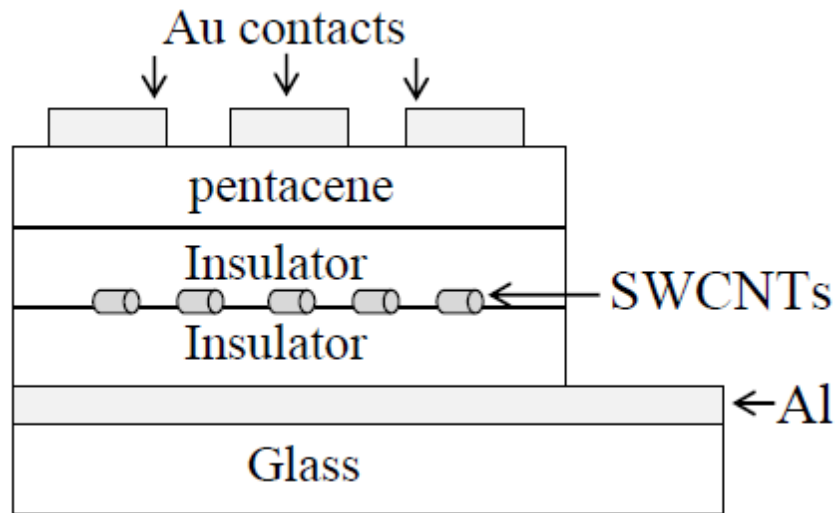 Au contacts
pentacene
Insulator
SWCNTs
Insulator
Al
Glass